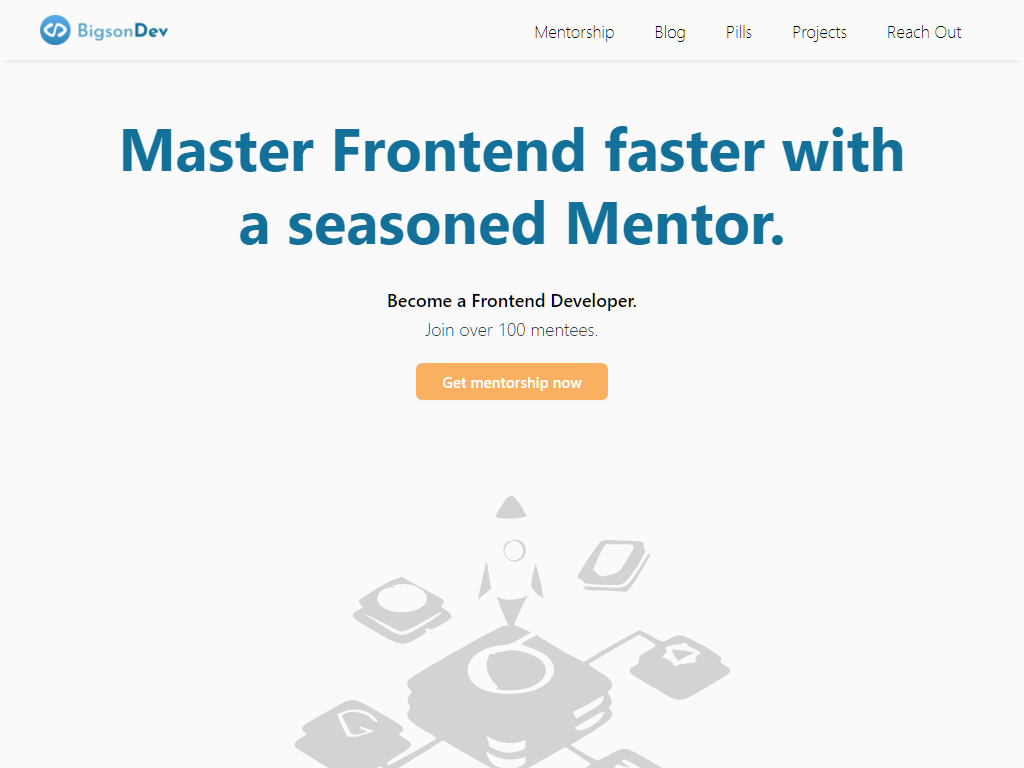 BigsonDev
Mentorship Blog Pills Projects Reach Out
Master Frontend faster with
a seasoned Mentor.
Become a Frontend Developer.
Join over 100 mentees.
Get mentorship now